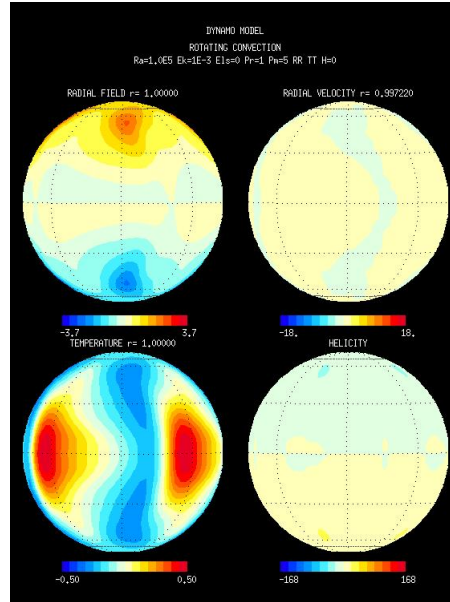 DYNAMO MODEL
ROTATING CONVECTION
Ra=1.0E5 Ek=1E-3 Els=0 Pr=1 Pm=5 RR TT H=0
RADIAL FIELD r= 1.00000
RADIAL VELOCITY r= 0.997220
-3.7 3.7
-18. 18.
TEMPERATURE r= 1.00000
HELICITY
-0.50 0.50
-168 168